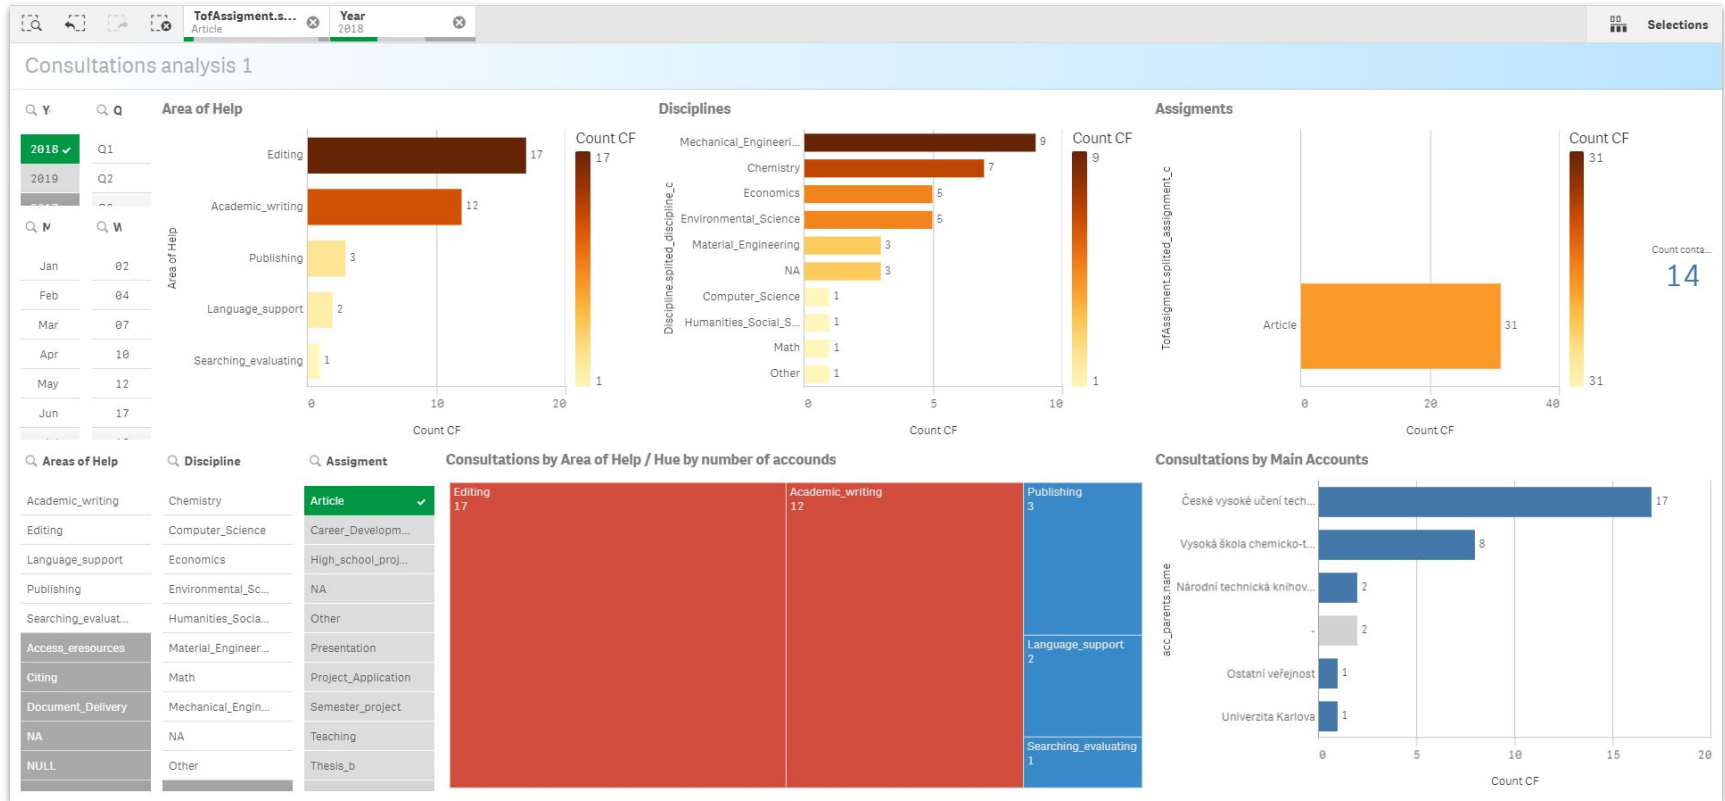 TofAssigment.s...
Article
Year
2018
Selections
Consultations analysis 1
Y
Q
2018
2019
Q1
Q2
M
W
Jan
Feb
Mar
Apr
May
Jun
02
04
07
10
12
17
Area of Help
Area of Help
Editing
17
Academic_writing
12
Publishing
3
Language_support
2
Searching_evaluating
1
0
10
20
Count CF
Count CF
17
1
Disciplines
Discipline.splited_discipline_c
Mechanical_Engineeri...
9
Chemistry
7
Economics
5
Environmental_Science
5
Material_Engineering
3
NA
3
Computer_Science
1
Humanities_Social_S...
1
Math
1
Other
1
0
5
10
Count CF
Count CF
9
1
Assigments
TofAssigment.splited_assignment_c
Article
31
0
20
40
Count CF
Count CF
31
31
Count conta...
14
Areas of Help
Academic_writing
Editing
Language_support
Publishing
Searching_evaluat...
Access_eresources
Citing
Document_Delivery
NA
NULL
Discipline
Chemistry
Computer_Science
Economics
Environmental_Sc...
Humanities_Socia...
Material_Engineer...
Math
Mechanical_Engin...
NA
Other
Assigment
Article
Career_Developm...
High_school_proj...
NA
Other
Presentation
Project_Application
Semester_project
Teaching
Thesis_b
Consultations by Area of Help / Hue by number of accounds
Editing
17
Academic_writing
12
Publishing
3
Language_support
2
Searching_evaluating
1
Consultations by Main Accounts
acc_parents.name
České vysoké učení tech...
17
Vysoká škola chemicko-t...
8
Národní technická knihov...
2
-
2
Ostatní veřejnost
1
Univerzita Karlova
1
0
5
10
15
20
Count CF